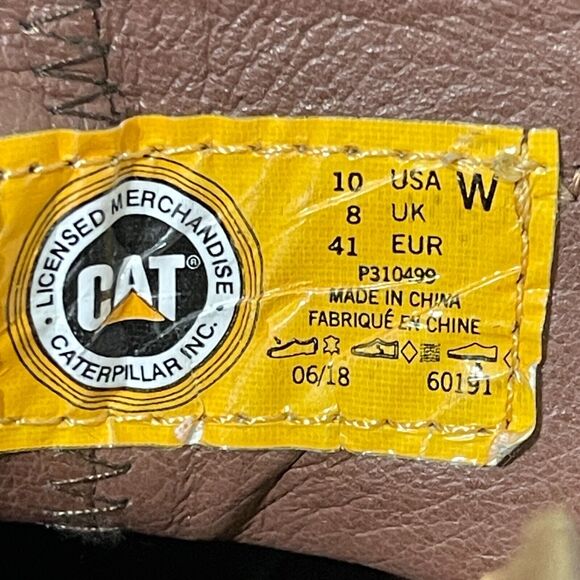 LICENSED MERCHANDISE
CAT®
CATERPILLAR INC.
10 USA W
8 UK
41 EUR
P310499
MADE IN CHINA
FABRIQUÉ EN CHINE
06/18 60191